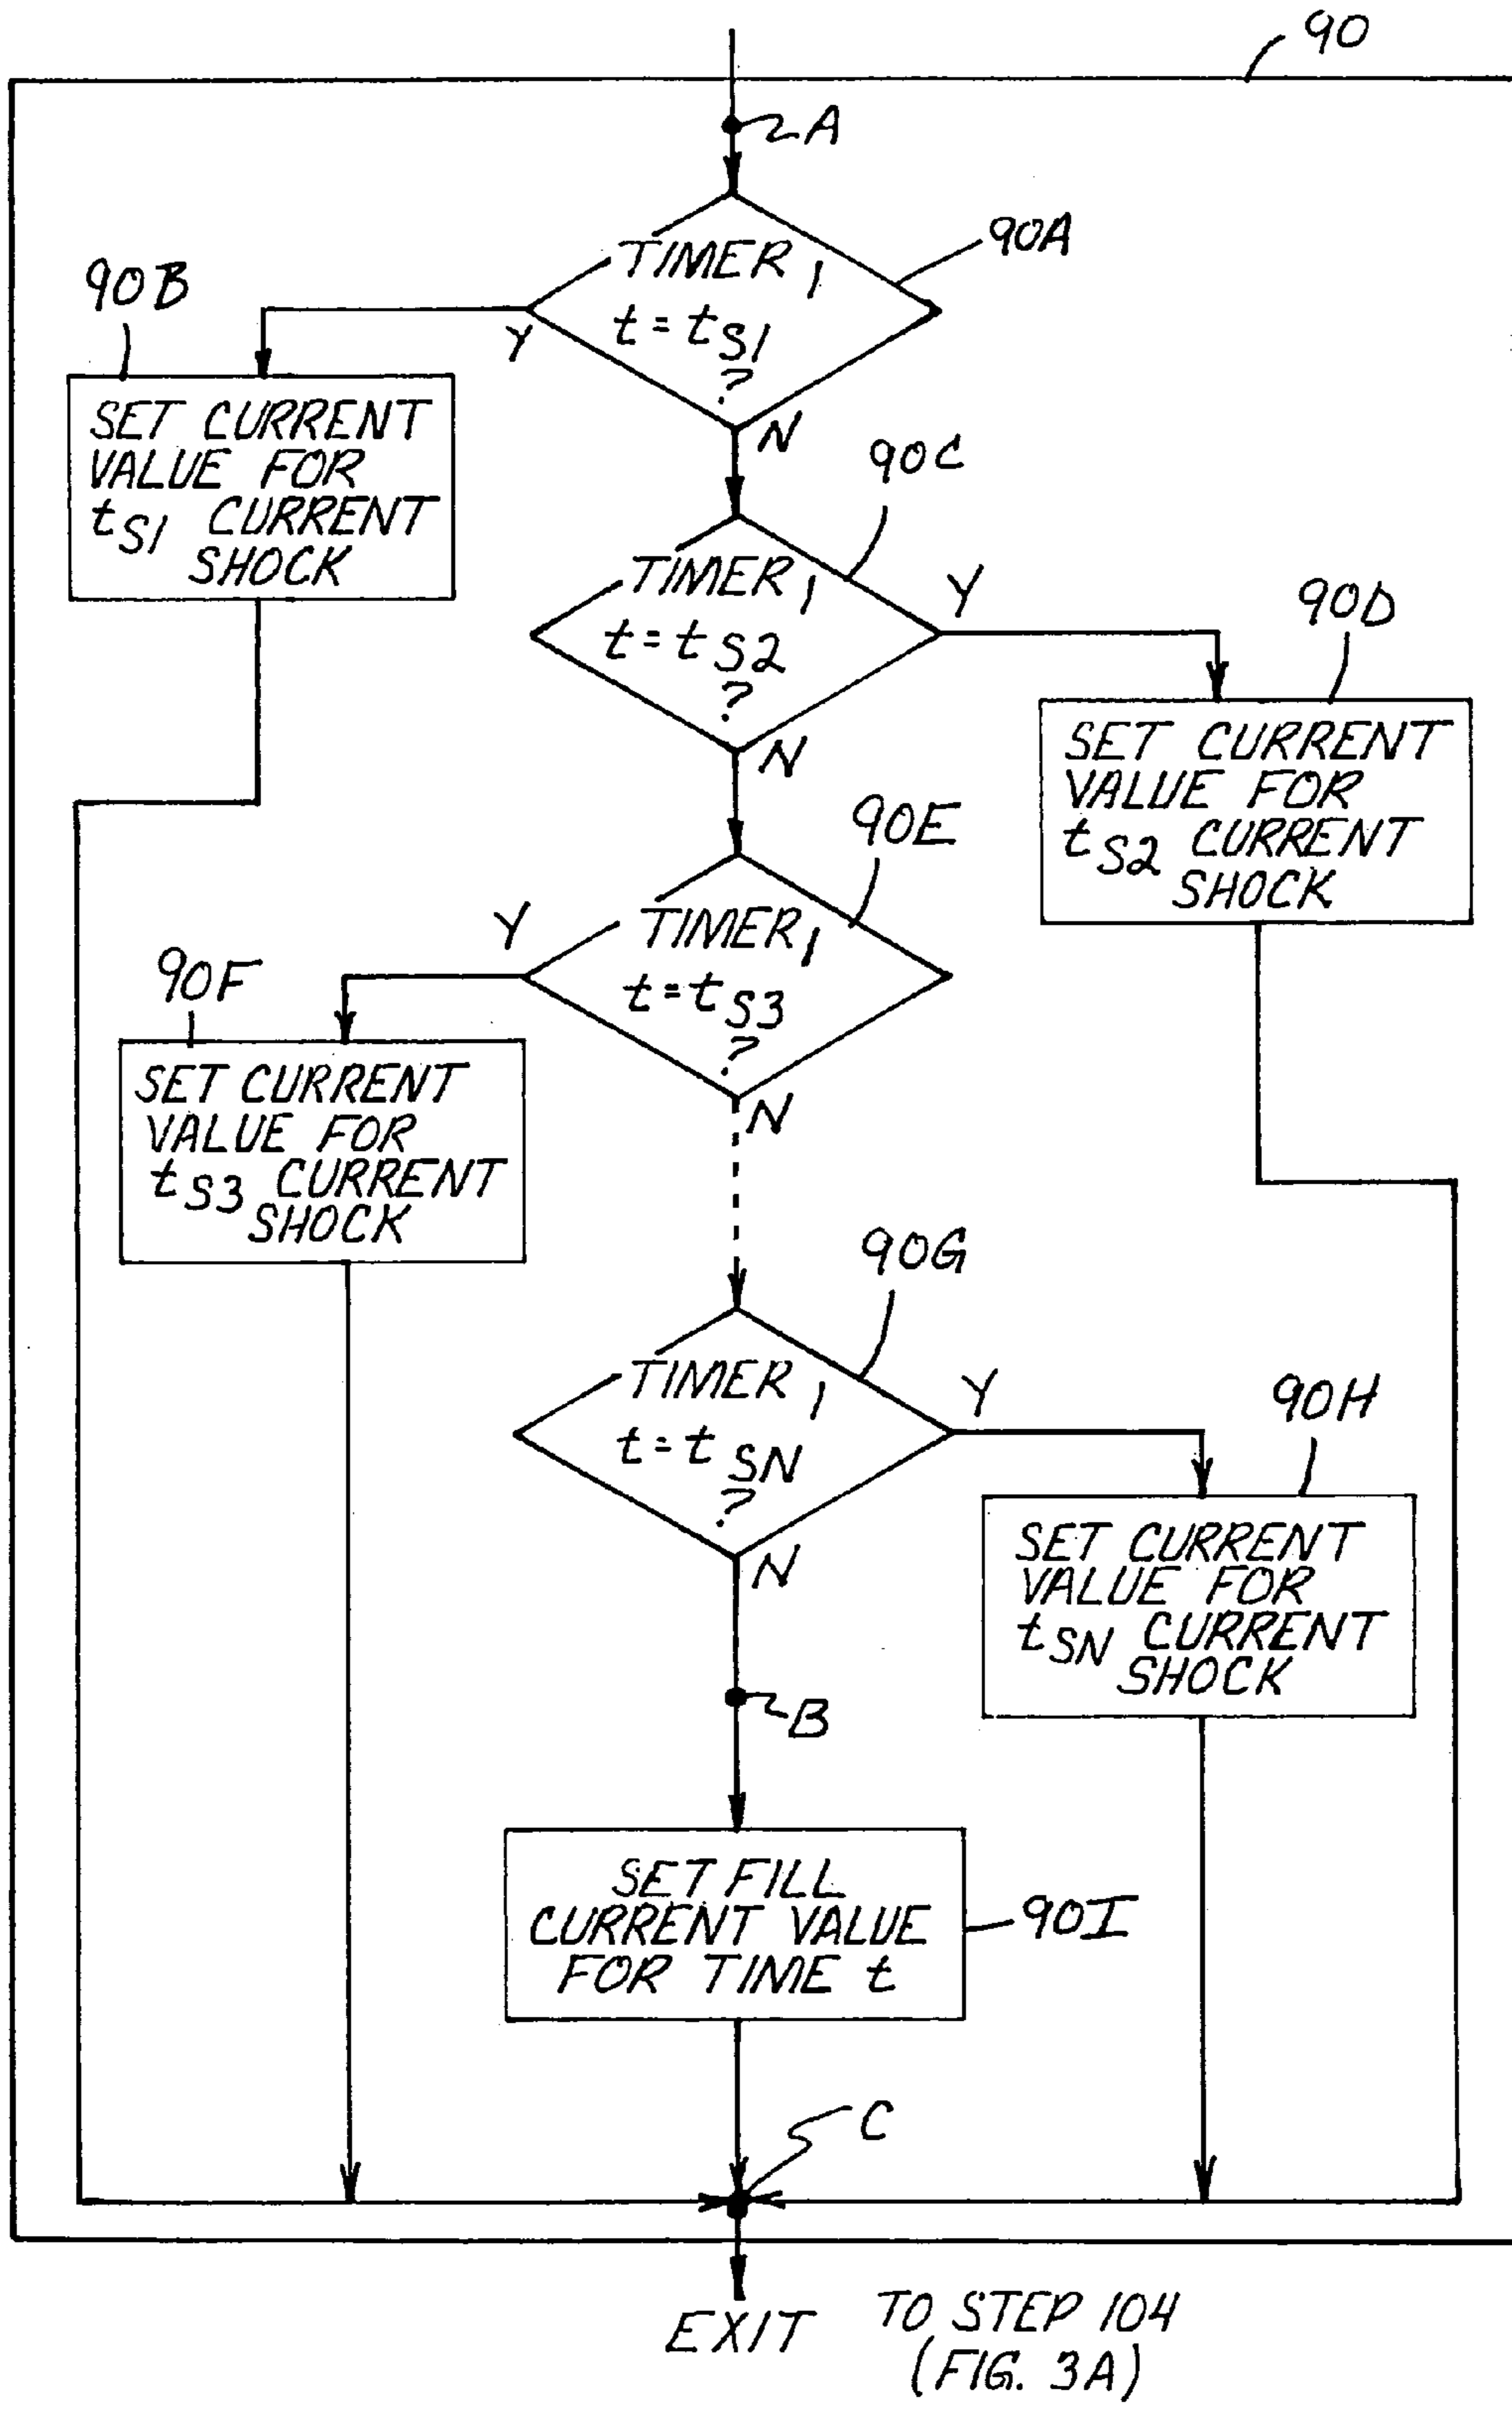 90
A
90A
TIMER 1
t = tS1
?
Y
N
90B
SET CURRENT
VALUE FOR
tS1 CURRENT
SHOCK
90C
TIMER 1
t = tS2
?
Y
N
90D
SET CURRENT
VALUE FOR
tS2 CURRENT
SHOCK
90E
TIMER 1
t = tS3
?
Y
N
90F
SET CURRENT
VALUE FOR
tS3 CURRENT
SHOCK
90G
TIMER 1
t = tSN
?
Y
N
90H
SET CURRENT
VALUE FOR
tSN CURRENT
SHOCK
B
SET FILL
CURRENT VALUE
FOR TIME t
90I
C
EXIT
TO STEP 104
(FIG. 3A)